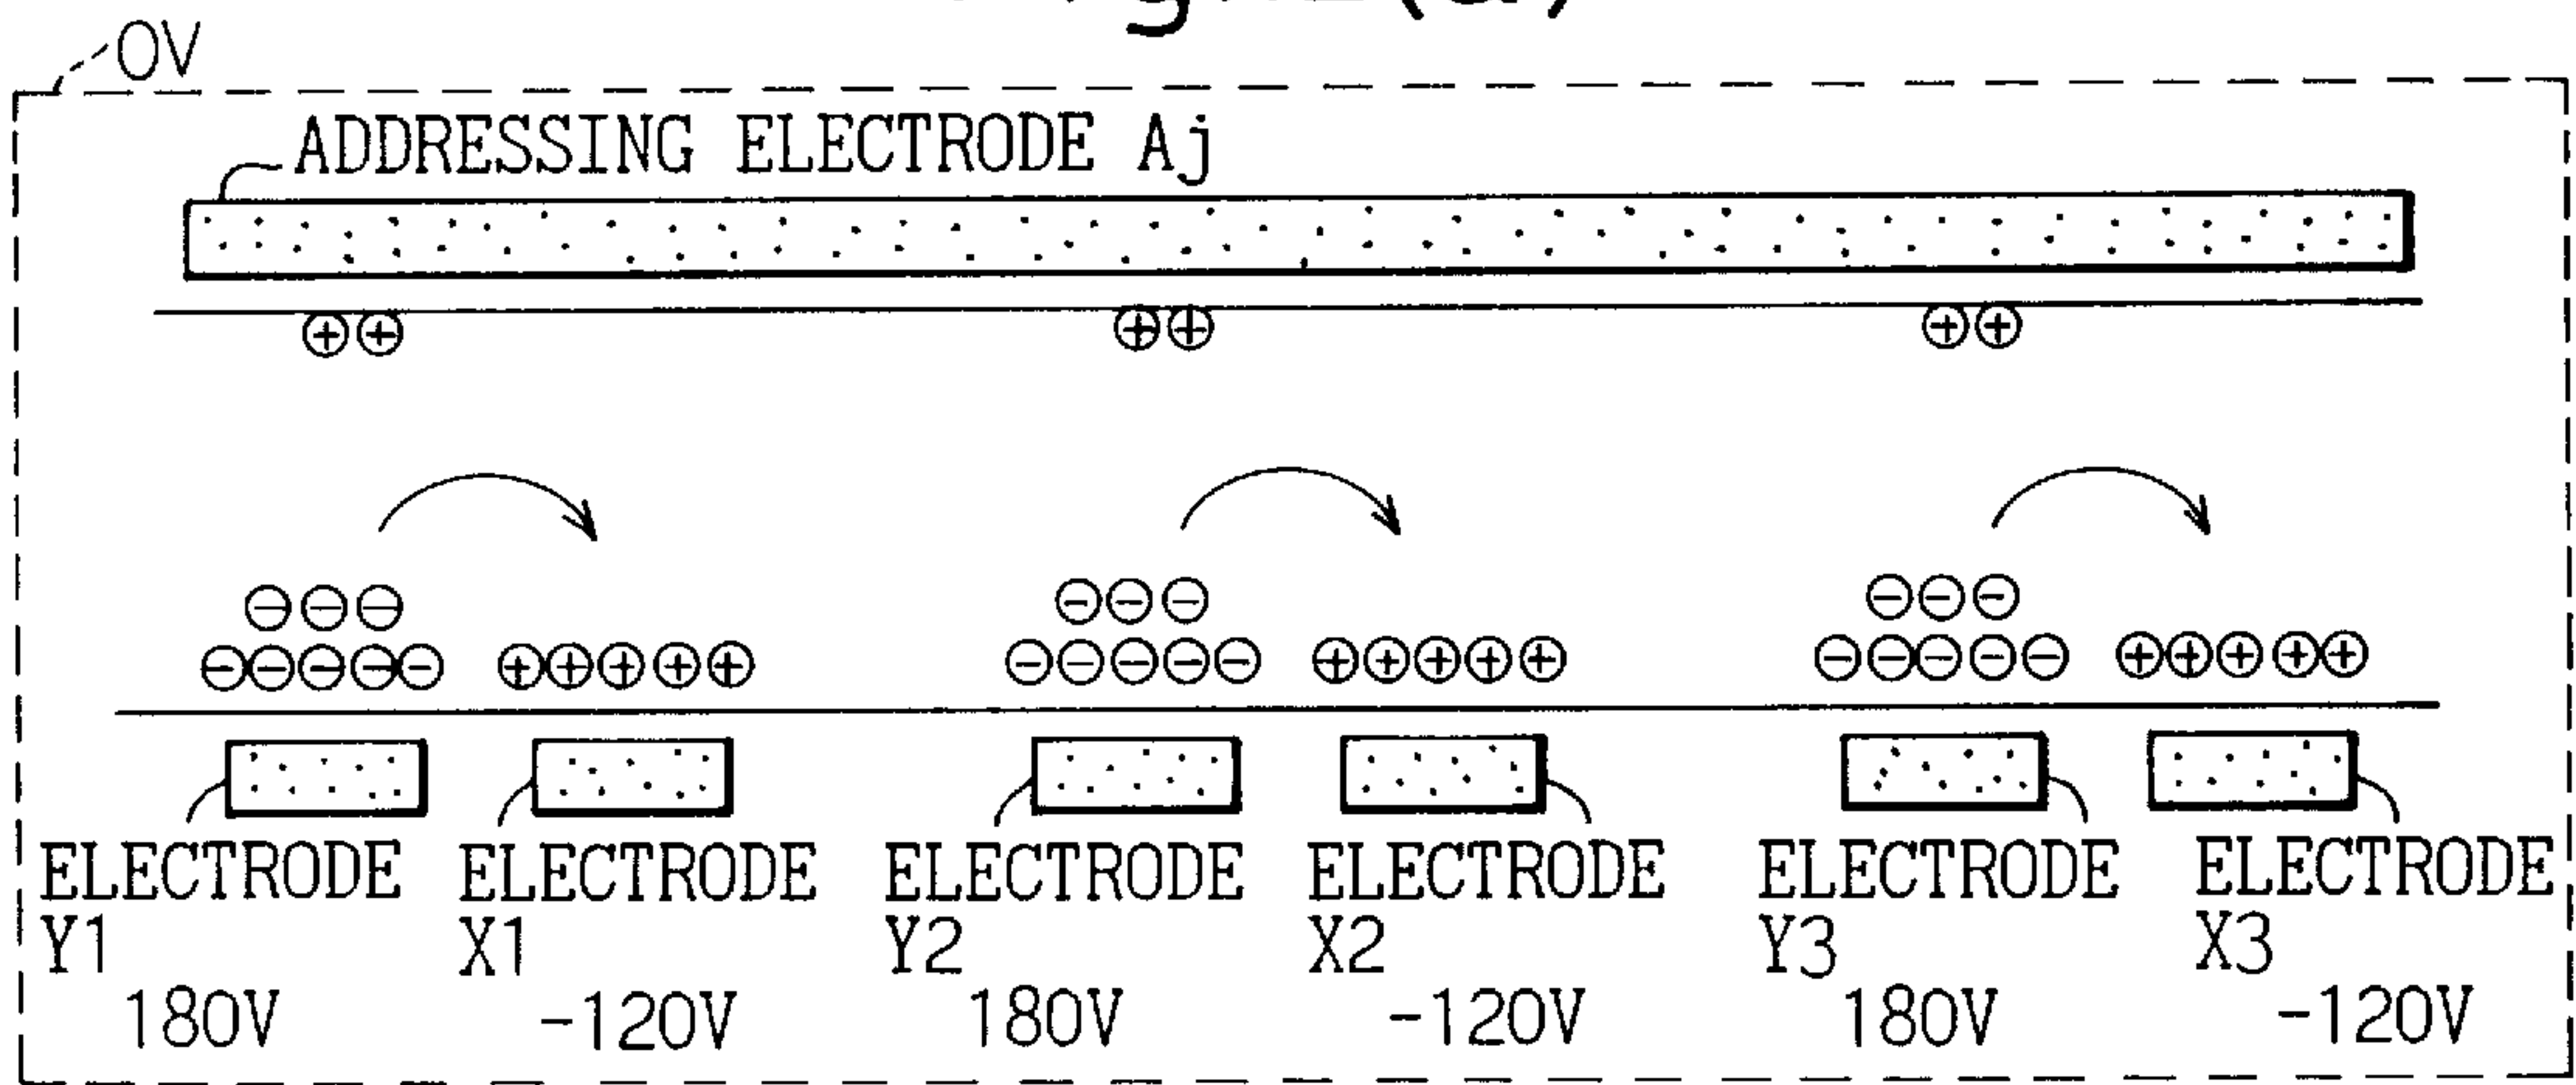 0V
ADDRESSING ELECTRODE Aj
ELECTRODE ELECTRODE ELECTRODE ELECTRODE ELECTRODE ELECTRODE
Y1 X1 Y2 X2 Y3 X3
180V -120V 180V -120V 180V -120V